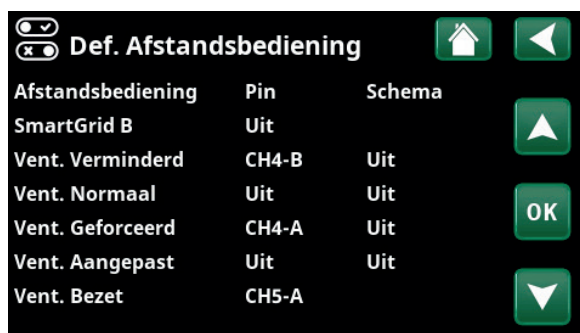 Def. Afstandsbediening
Afstandsbediening Pin Schema
SmartGrid B Uit
Vent. Verminderd CH4-B Uit
Vent. Normaal Uit Uit
OK
Vent. Geforceerd CH4-A Uit
Vent. Aangepast Uit Uit
Vent. Bezet CH5-A